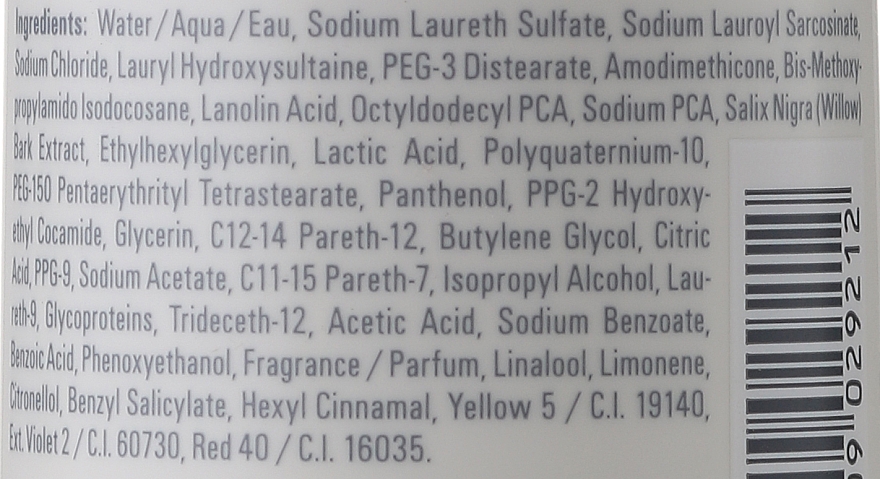 Ingredients: Water/Aqua/Eau, Sodium Laureth Sulfate, Sodium Lauroyl Sarcosinate,
Sodium Chloride, Lauryl Hydroxysultaine, PEG-3 Distearate, Amodimethicone, Bis-Methoxy-
propylamido Isodocosane, Lanolin Acid, Octyldodecyl PCA, Sodium PCA, Salix Nigra (Willow)
Bark Extract, Ethylhexylglycerin, Lactic Acid, Polyquaternium-10,
PEG-150 Pentaerythrityl Tetrastearate, Panthenol, PPG-2 Hydroxy-
ethyl Cocamide, Glycerin, C12-14 Pareth-12, Butylene Glycol, Citric
Acid, PPG-9, Sodium Acetate, C11-15 Pareth-7, Isopropyl Alcohol, Lau-
reth-9, Glycoproteins, Trideceth-12, Acetic Acid, Sodium Benzoate,
Benzoic Acid, Phenoxyethanol, Fragrance / Parfum, Linalool, Limonene,
Citronellol, Benzyl Salicylate, Hexyl Cinnamal, Yellow 5 / C.I. 19140,
Ext. Violet 2 / C.I. 60730, Red 40 / C.I. 16035.
9 029212